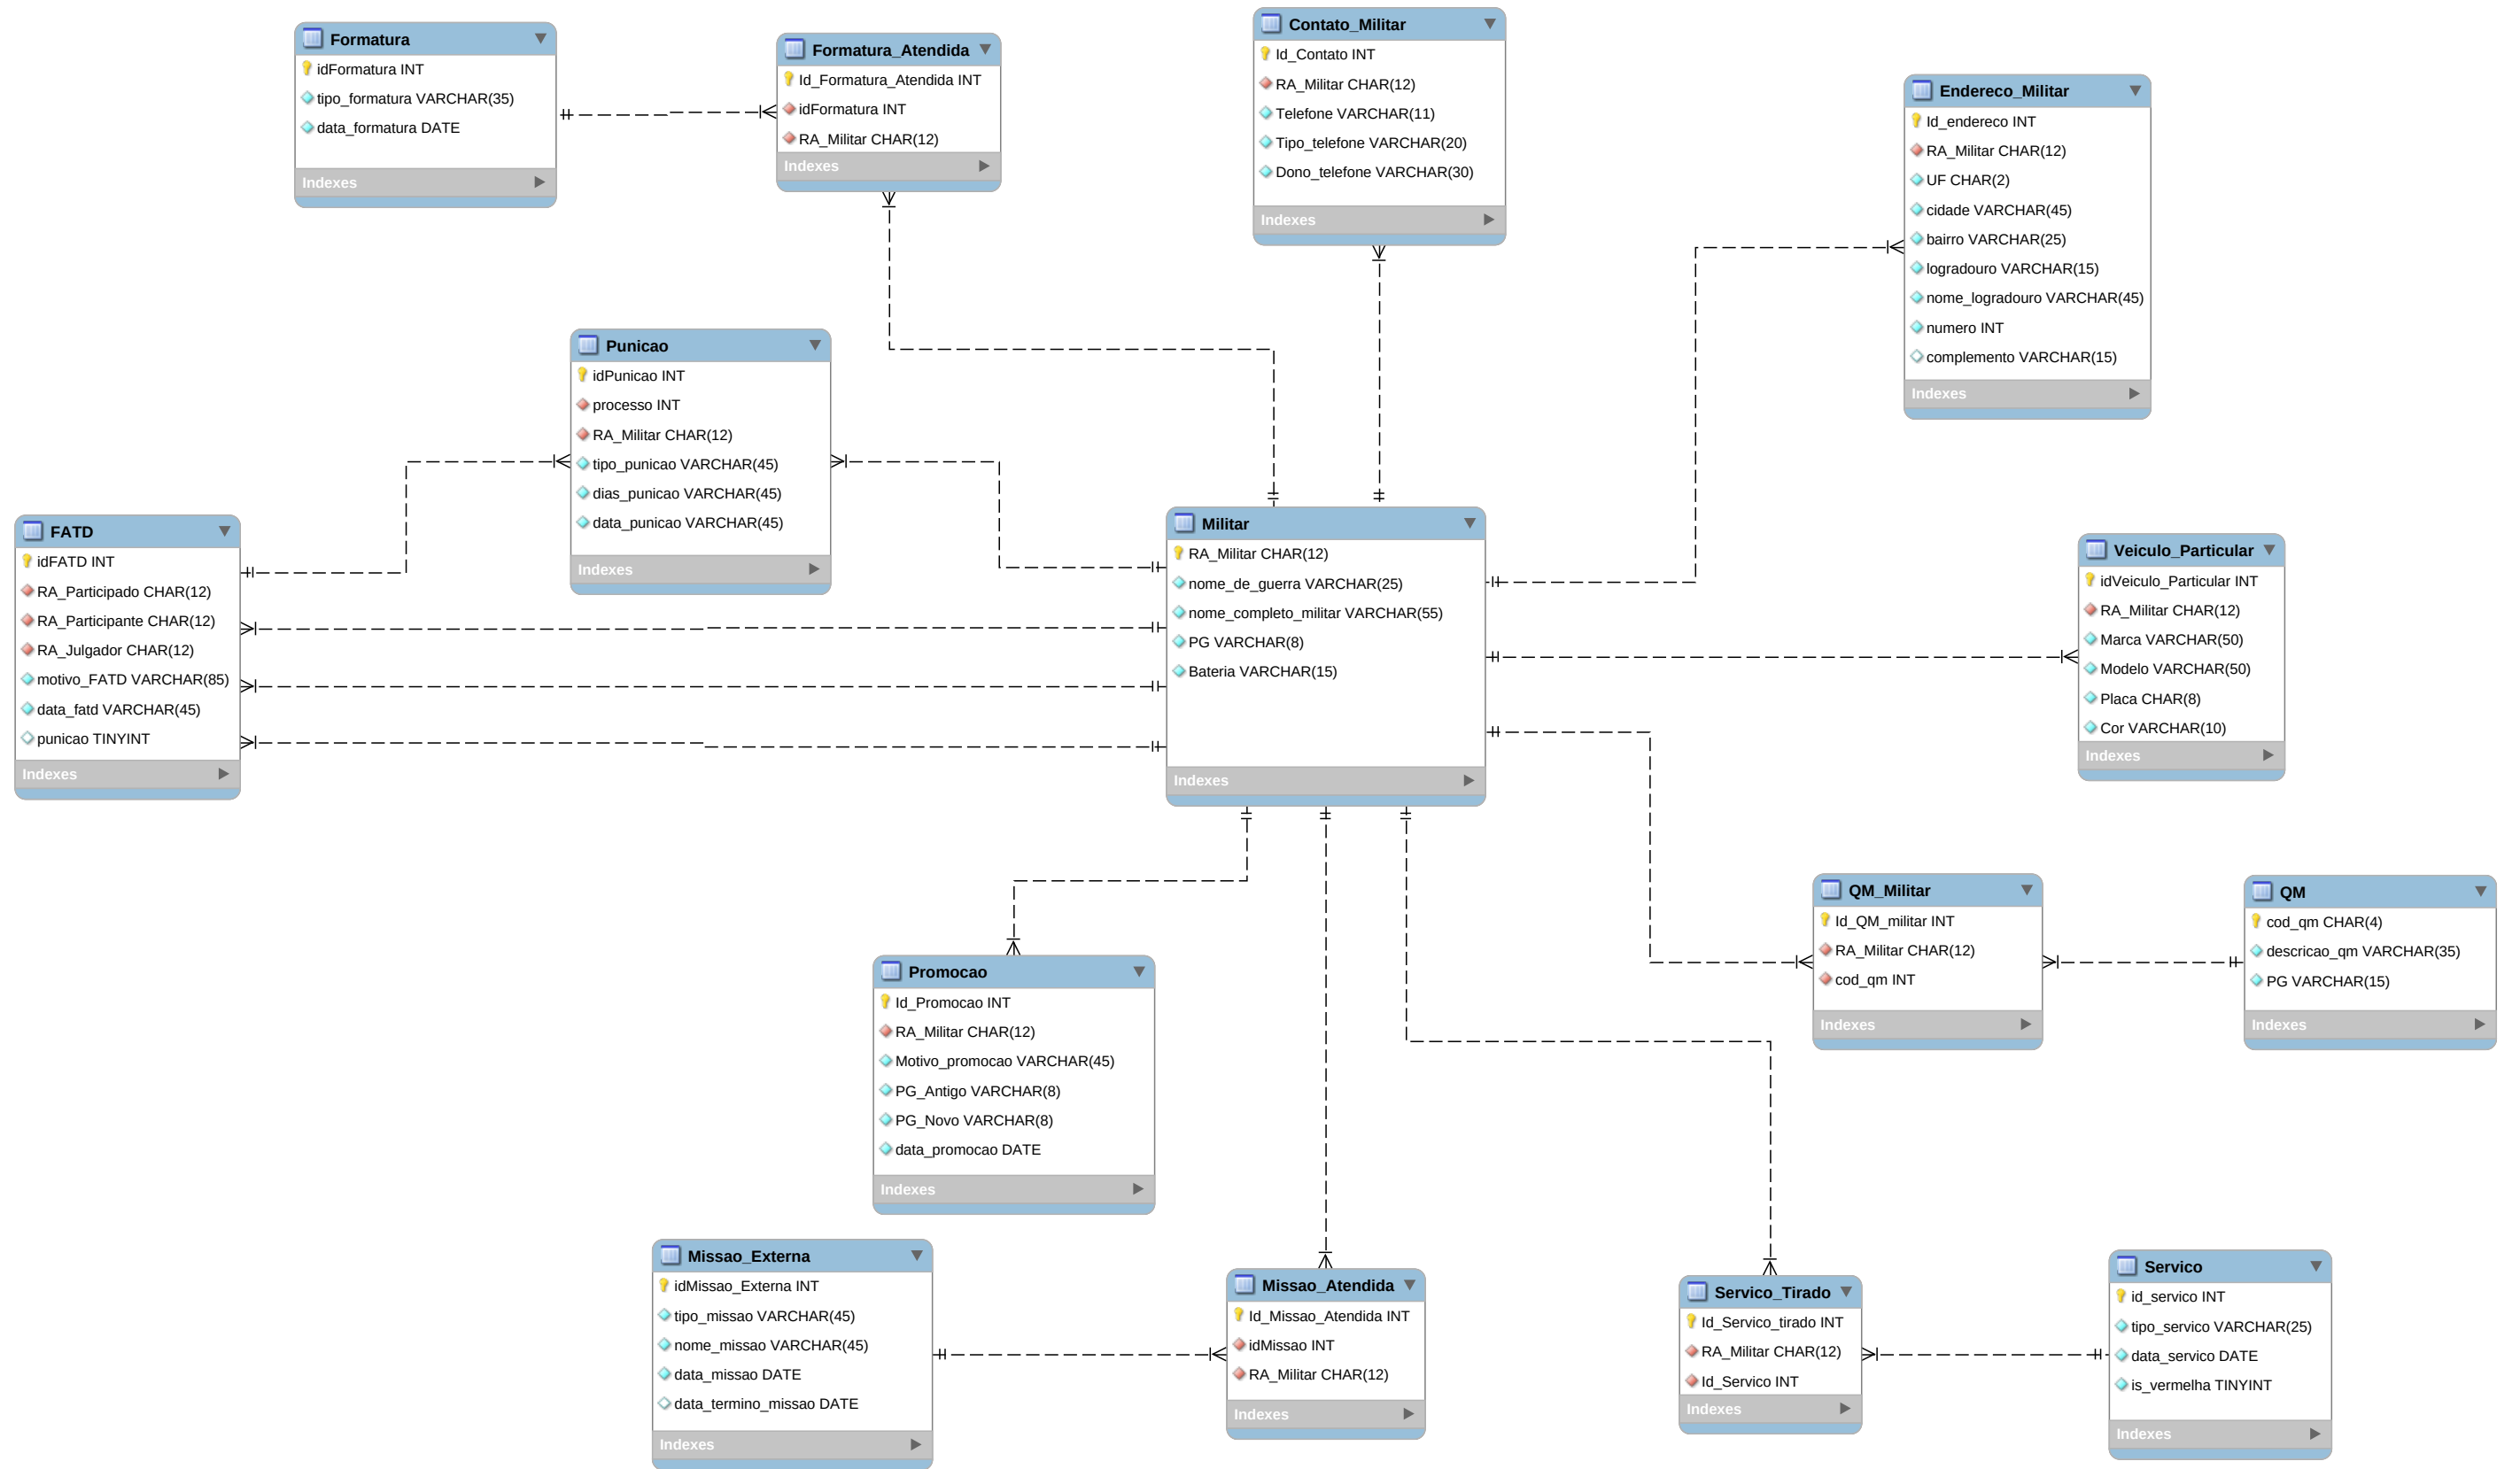 Formatura
idFormatura INT
tipo_formatura VARCHAR(35)
data_formatura DATE
Indexes
Formatura_Atendida
Id_Formatura_Atendida INT
idFormatura INT
RA_Militar CHAR(12)
Indexes
Contato_Militar
Id_Contato INT
RA_Militar CHAR(12)
Telefone VARCHAR(11)
Tipo_telefone VARCHAR(20)
Dono_telefone VARCHAR(30)
Indexes
Endereco_Militar
Id_endereco INT
RA_Militar CHAR(12)
UF CHAR(2)
cidade VARCHAR(45)
bairro VARCHAR(25)
logradouro VARCHAR(15)
nome_logradouro VARCHAR(45)
numero INT
complemento VARCHAR(15)
Indexes
Punicao
idPunicao INT
processo INT
RA_Militar CHAR(12)
tipo_punicao VARCHAR(45)
dias_punicao VARCHAR(45)
data_punicao VARCHAR(45)
Indexes
FATD
idFATD INT
RA_Participado CHAR(12)
RA_Participante CHAR(12)
RA_Julgador CHAR(12)
motivo_FATD VARCHAR(85)
data_fatd VARCHAR(45)
punicao TINYINT
Indexes
Militar
RA_Militar CHAR(12)
nome_de_guerra VARCHAR(25)
nome_completo_militar VARCHAR(55)
PG VARCHAR(8)
Bateria VARCHAR(15)
Indexes
Veiculo_Particular
idVeiculo_Particular INT
RA_Militar CHAR(12)
Marca VARCHAR(50)
Modelo VARCHAR(50)
Placa CHAR(8)
Cor VARCHAR(10)
Indexes
QM_Militar
Id_QM_militar INT
RA_Militar CHAR(12)
cod_qm INT
Indexes
QM
cod_qm CHAR(4)
descricao_qm VARCHAR(35)
PG VARCHAR(15)
Indexes
Promocao
Id_Promocao INT
RA_Militar CHAR(12)
Motivo_promocao VARCHAR(45)
PG_Antigo VARCHAR(8)
PG_Novo VARCHAR(8)
data_promocao DATE
Indexes
Missao_Externa
idMissao_Externa INT
tipo_missao VARCHAR(45)
nome_missao VARCHAR(45)
data_missao DATE
data_termino_missao DATE
Indexes
Missao_Atendida
Id_Missao_Atendida INT
idMissao INT
RA_Militar CHAR(12)
Indexes
Servico_Tirado
Id_Servico_tirado INT
RA_Militar CHAR(12)
Id_Servico INT
Indexes
Servico
id_servico INT
tipo_servico VARCHAR(25)
data_servico DATE
is_vermelha TINYINT
Indexes